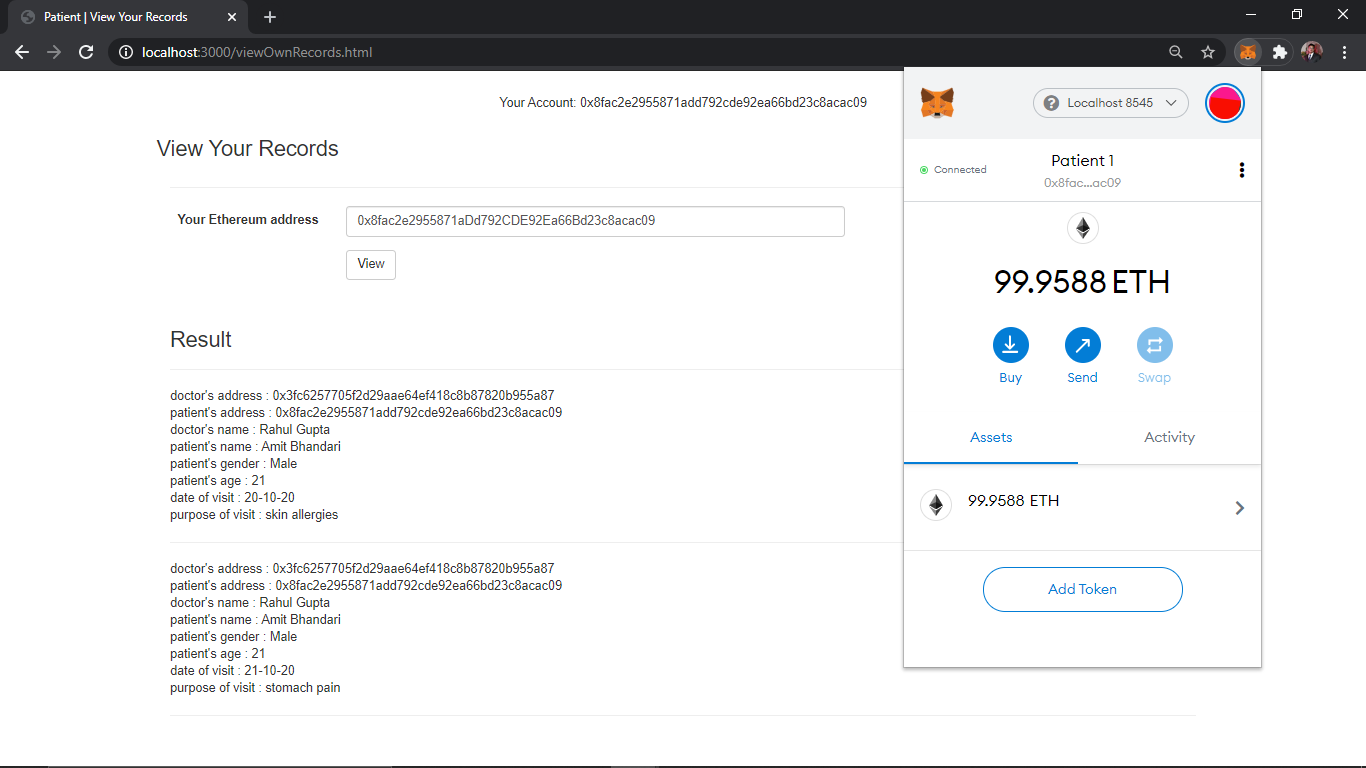 Patient | View Your Records
localhost:3000/viewOwnRecords.html
Your Account: 0x8fac2e2955871add792cde92ea66bd23c8acac09
View Your Records
Your Ethereum address
0x8fac2e2955871aDd792CDE92Ea66Bd23c8acac09
View
Result
doctor's address : 0x3fc6257705f2d29aae64ef418c8b87820b955a87
patient's address : 0x8fac2e2955871add792cde92ea66bd23c8acac09
doctor's name : Rahul Gupta
patient's name : Amit Bhandari
patient's gender : Male
patient's age : 21
date of visit : 20-10-20
purpose of visit : skin allergies
doctor's address : 0x3fc6257705f2d29aae64ef418c8b87820b955a87
patient's address : 0x8fac2e2955871add792cde92ea66bd23c8acac09
doctor's name : Rahul Gupta
patient's name : Amit Bhandari
patient's gender : Male
patient's age : 21
date of visit : 21-10-20
purpose of visit : stomach pain
Localhost 8545
Connected
Patient 1
0x8fac...ac09
99.9588 ETH
Buy
Send
Swap
Assets
Activity
99.9588 ETH
Add Token